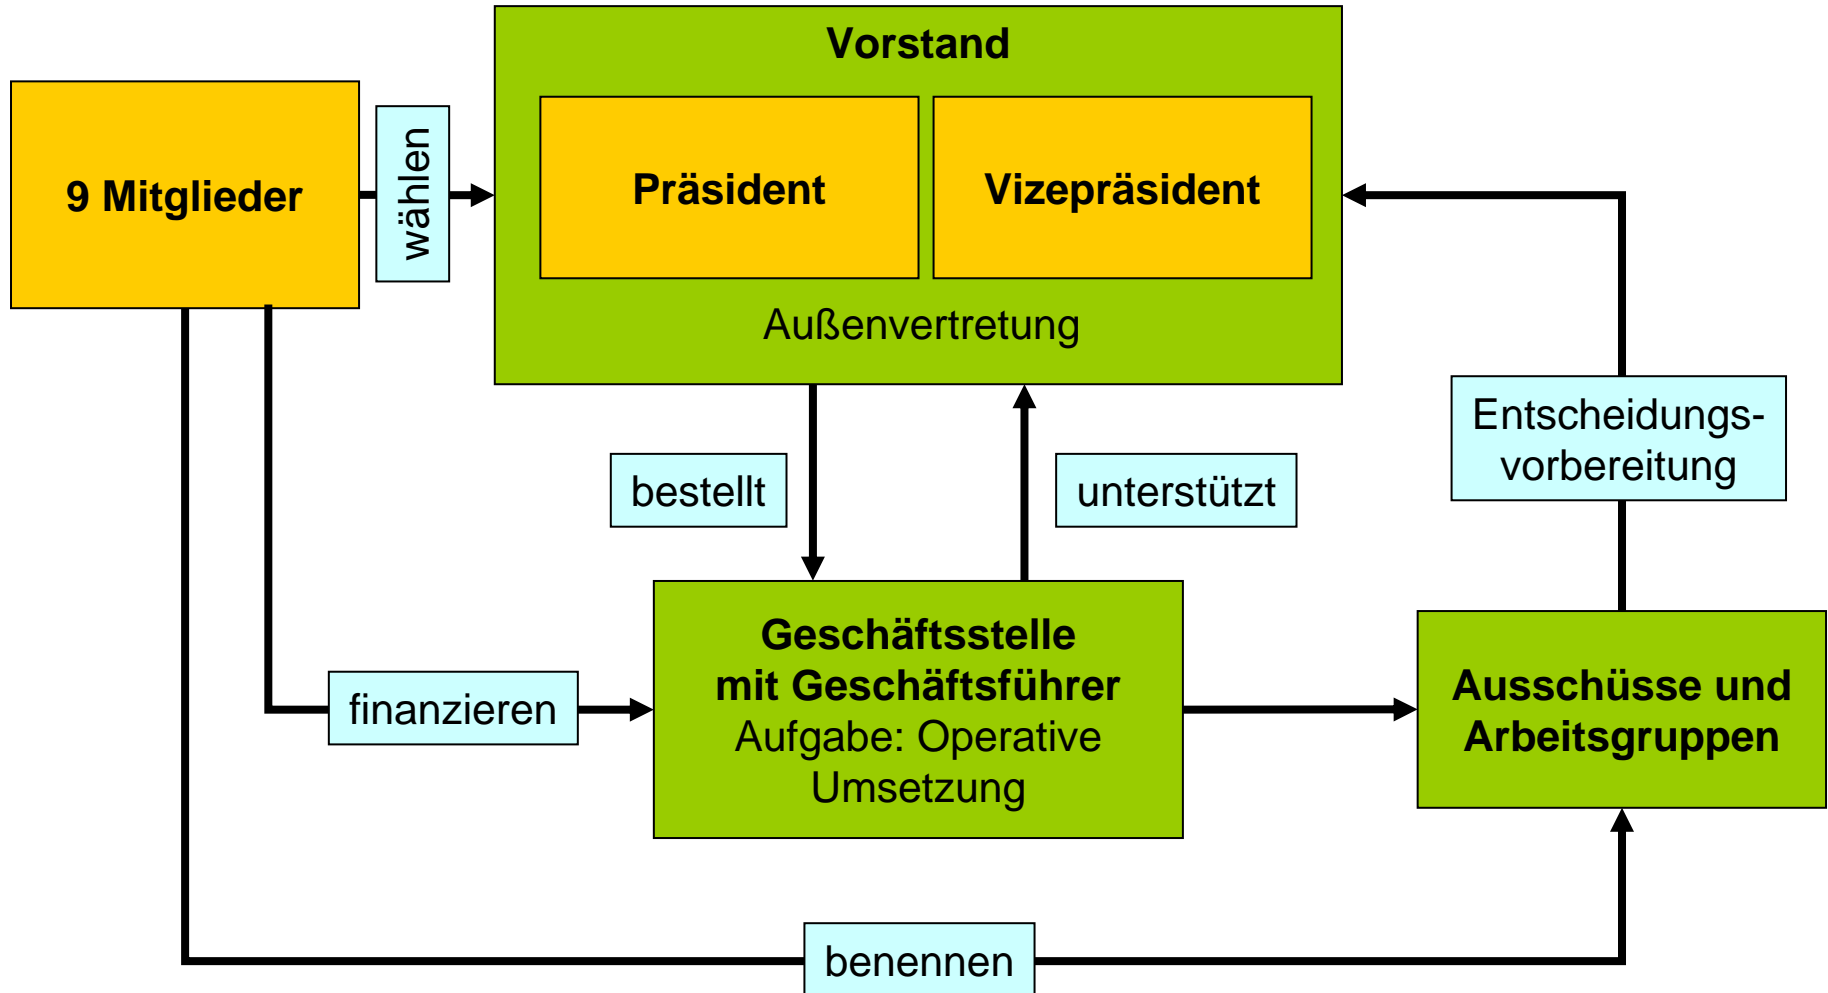 Vorstand
9 Mitglieder
wählen
Präsident
Vizepräsident
Außenvertretung
Entscheidungs-
vorbereitung
bestellt
unterstützt
Geschäftsstelle
mit Geschäftsführer
Aufgabe: Operative
Umsetzung
finanzieren
Ausschüsse und
Arbeitsgruppen
benennen